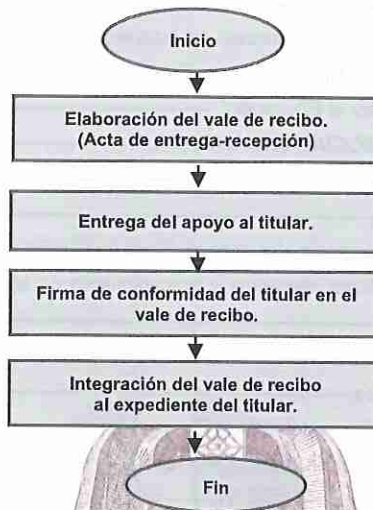 Inicio
Elaboración del vale de recibo.
(Acta de entrega-recepción)
Entrega del apoyo al titular.
Firma de conformidad del titular en el
vale de recibo.
Integración del vale de recibo
al expediente del titular.
Fin